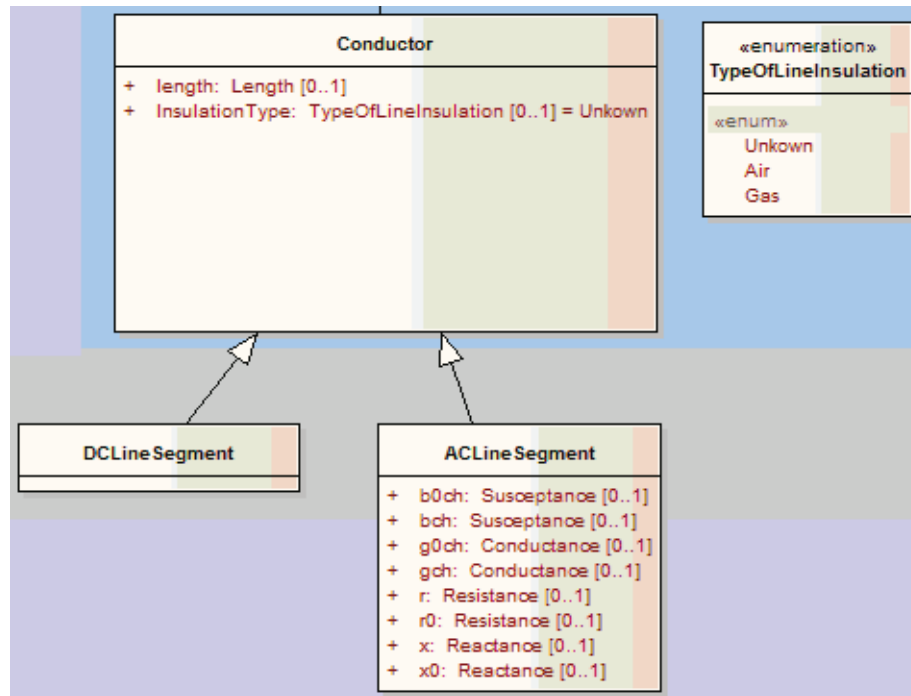 Conductor
+ length: Length [0..1]
+ InsulationType: TypeOfLineInsulation [0..1] = Unkown
«enumeration»
TypeOfLineInsulation
«enum»
Unkown
Air
Gas
DCLineSegment
ACLineSegment
+ b0ch: Susceptance [0..1]
+ bch: Susceptance [0..1]
+ g0ch: Conductance [0..1]
+ gch: Conductance [0..1]
+ r: Resistance [0..1]
+ r0: Resistance [0..1]
+ x: Reactance [0..1]
+ x0: Reactance [0..1]